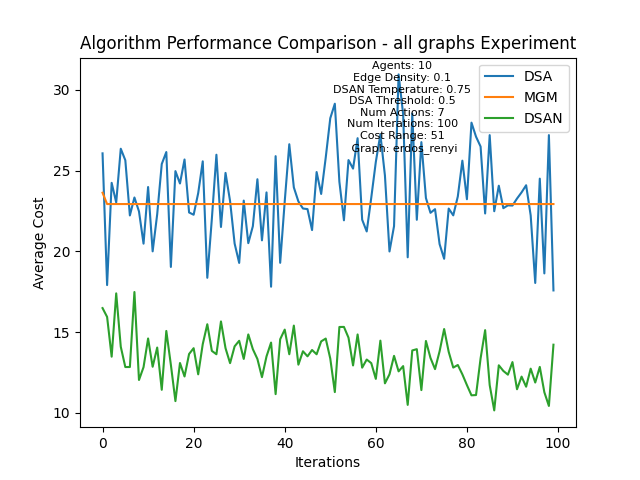 Algorithm Performance Comparison - all graphs Experiment
Agents: 10
Edge Density: 0.1
DSAN Temperature: 0.75
DSA Threshold: 0.5
Num Actions: 7
Num Iterations: 100
Cost Range: 51
Graph: erdos_renyi
DSA
MGM
DSAN
30
25
20
15
10
Average Cost
0
20
40
60
80
100
Iterations